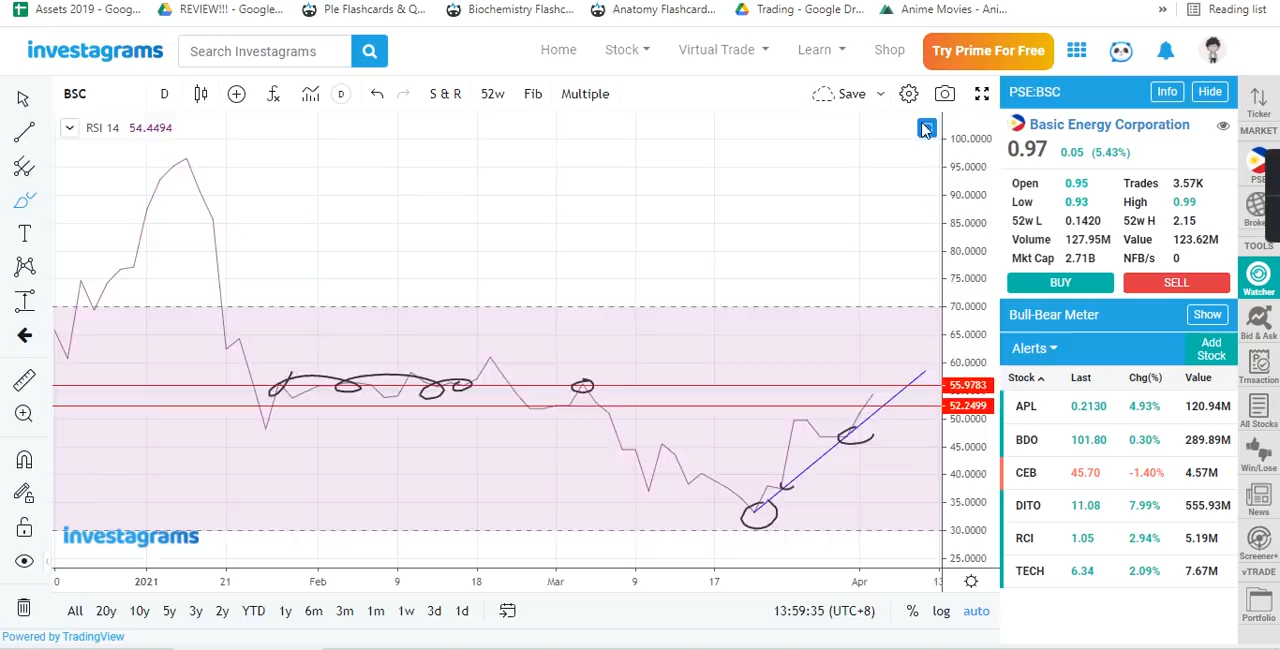 Assets 2019 - Goog... REVIEW!!! - Google... Ple Flashcards & Q... Biochemistry Flashc... Anatomy Flashcard... Trading - Google Dr... Anime Movies - Ani... » Reading list
investagrams Search Investagrams Home Stock Virtual Trade Learn Shop Try Prime For Free
BSC D D S & R 52w Fib Multiple Save
RSI 14 54.4494
100.0000
95.0000
90.0000
85.0000
80.0000
75.0000
70.0000
65.0000
60.0000
55.9783
52.2499
50.0000
45.0000
40.0000
35.0000
30.0000
25.0000
investagrams
0 2021 21 Feb 9 18 Mar 9 17 Apr 13
All 20y 10y 5y 3y 2y YTD 1y 6m 3m 1m 1w 3d 1d 13:59:35 (UTC+8) % log auto
Powered by TradingView
PSE:BSC Info Hide
Basic Energy Corporation
0.97 0.05 (5.43%)
Open 0.95 Trades 3.57K
Low 0.93 High 0.99
52w L 0.1420 52w H 2.15
Volume 127.95M Value 123.62M
Mkt Cap 2.71B NFB/s 0
BUY SELL
Bull-Bear Meter Show
Alerts Add Stock
Stock Last Chg(%) Value
APL 0.2130 4.93% 120.94M
BDO 101.80 0.30% 289.89M
CEB 45.70 -1.40% 4.57M
DITO 11.08 7.99% 555.93M
RCI 1.05 2.94% 5.19M
TECH 6.34 2.09% 7.67M
Ticker
MARKET
TOOLS
Watcher
Bid & Ask
All Stocks
Win/Lose
News
Screener+
vTRADE
Portfolio